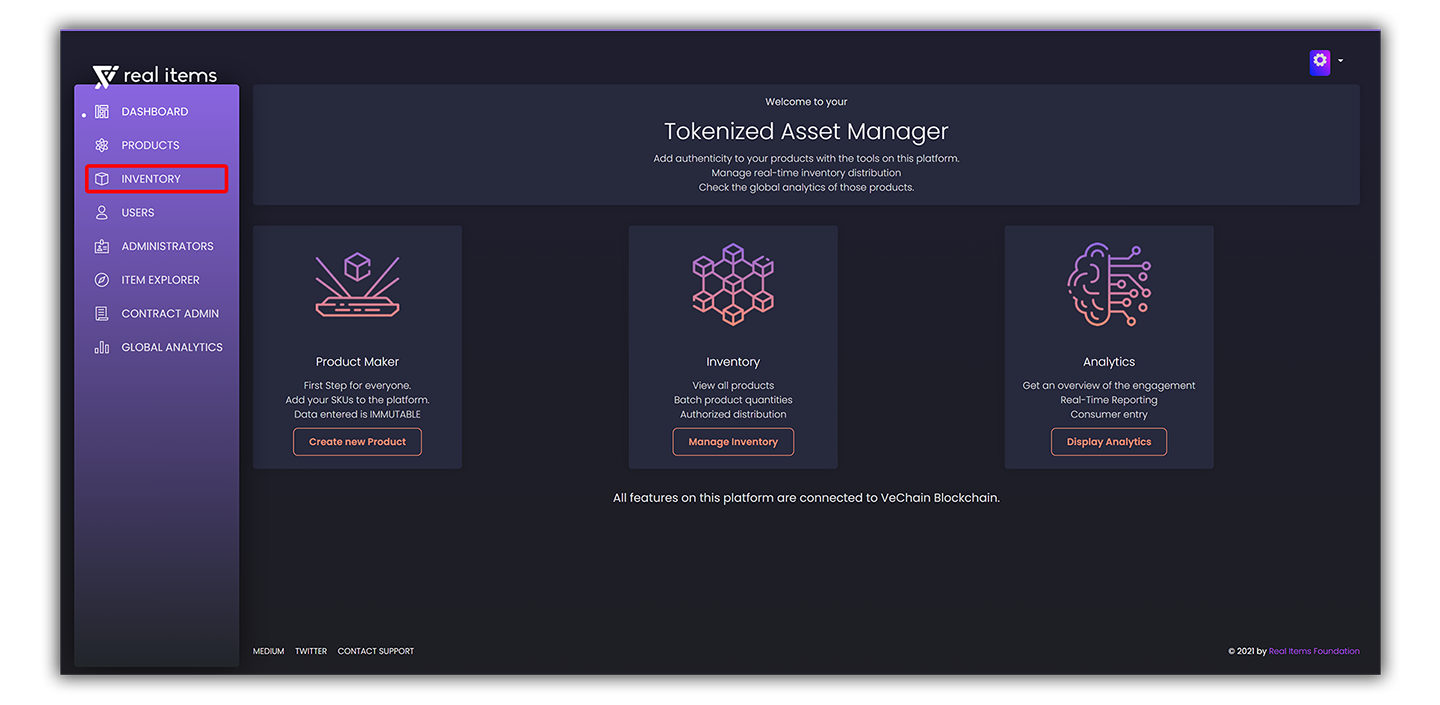 real items
DASHBOARD
PRODUCTS
INVENTORY
USERS
ADMINISTRATORS
ITEM EXPLORER
CONTRACT ADMIN
GLOBAL ANALYTICS
Welcome to your
Tokenized Asset Manager
Add authenticity to your products with the tools on this platform.
Manage real-time inventory distribution
Check the global analytics of those products.
Product Maker
First Step for everyone.
Add your SKUs to the platform.
Data entered is IMMUTABLE
Create new Product
Inventory
View all products
Batch product quantities
Authorized distribution
Manage Inventory
Analytics
Get an overview of the engagement
Real-Time Reporting
Consumer entry
Display Analytics
All features on this platform are connected to VeChain Blockchain.
MEDIUM TWITTER CONTACT SUPPORT
© 2021 by Real Items Foundation